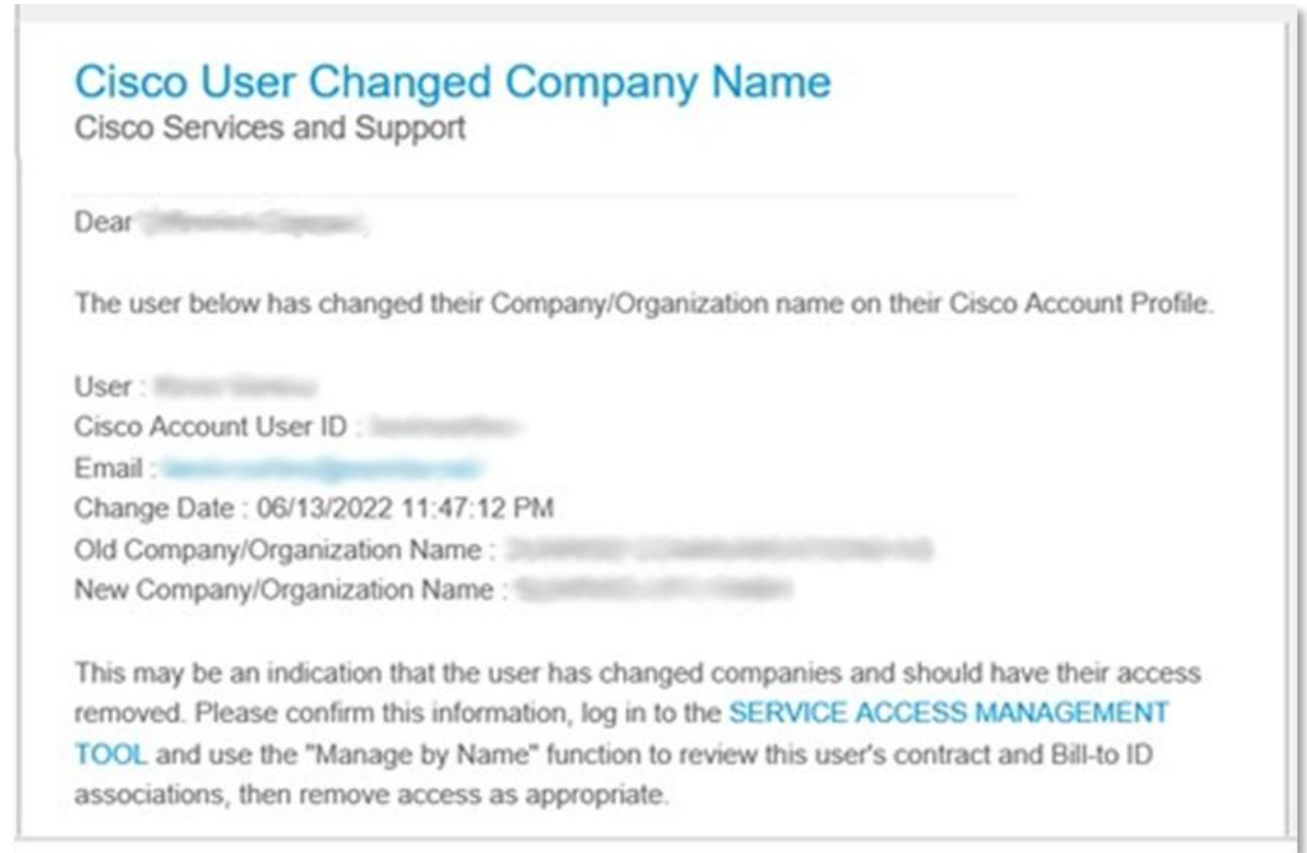 Cisco User Changed Company Name
Cisco Services and Support
Dear
The user below has changed their Company/Organization name on their Cisco Account Profile.
User :
Cisco Account User ID :
Email :
Change Date : 06/13/2022 11:47:12 PM
Old Company/Organization Name :
New Company/Organization Name :
This may be an indication that the user has changed companies and should have their access
removed. Please confirm this information, log in to the SERVICE ACCESS MANAGEMENT
TOOL and use the "Manage by Name" function to review this user's contract and Bill-to ID
associations, then remove access as appropriate.